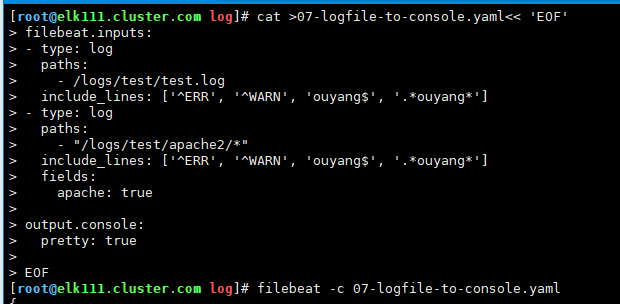 [root@elk111.cluster.com log]# cat >07-logfile-to-console.yaml<< 'EOF'
> filebeat.inputs:
> - type: log
>   paths:
>     - /logs/test/test.log
>   include_lines: ['^ERR', '^WARN', 'ouyang$', '.*ouyang*']
> - type: log
>   paths:
>     - "/logs/test/apache2/*"
>   include_lines: ['^ERR', '^WARN', 'ouyang$', '.*ouyang*']
>   fields:
>     apache: true
>
> output.console:
>   pretty: true
>
> EOF
[root@elk111.cluster.com log]# filebeat -c 07-logfile-to-console.yaml
{